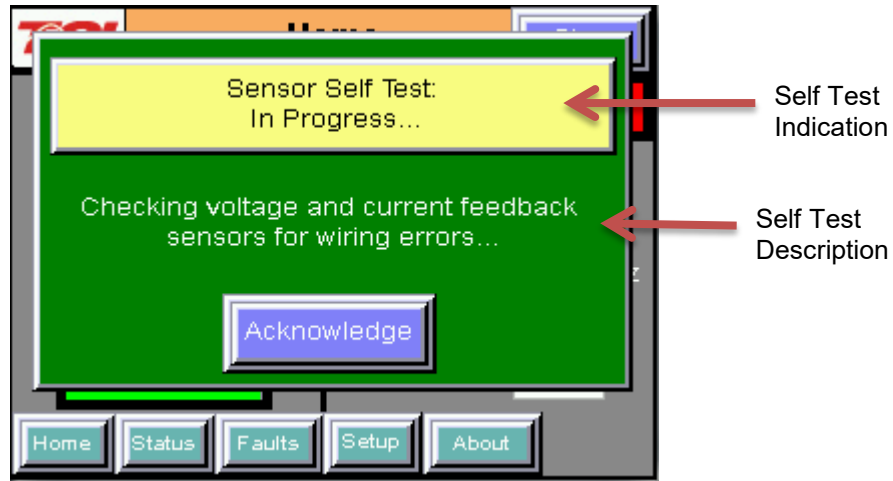 Sensor Self Test:
In Progress...
Self Test
Indication
Checking voltage and current feedback
sensors for wiring errors...
Self Test
Description
Acknowledge
Home
Status
Faults
Setup
About